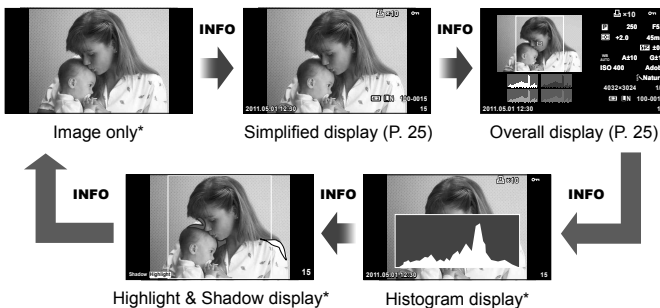 INFO
INFO
×10
2011.05.01 12:30
L N 100-0015
15
×10
P 250 F5
+2.0 45m
±0
WB AUTO A±10 G±
ISO 400 Adob
Natur
4032×3024 1/
100-001
2011.05.01 12:30
Image only*
Simplified display (P. 25)
Overall display (P. 25)
INFO
INFO
INFO
Shadow Highlight
15
×10
2011.05.01 12:30
15
Highlight & Shadow display*
Histogram display*